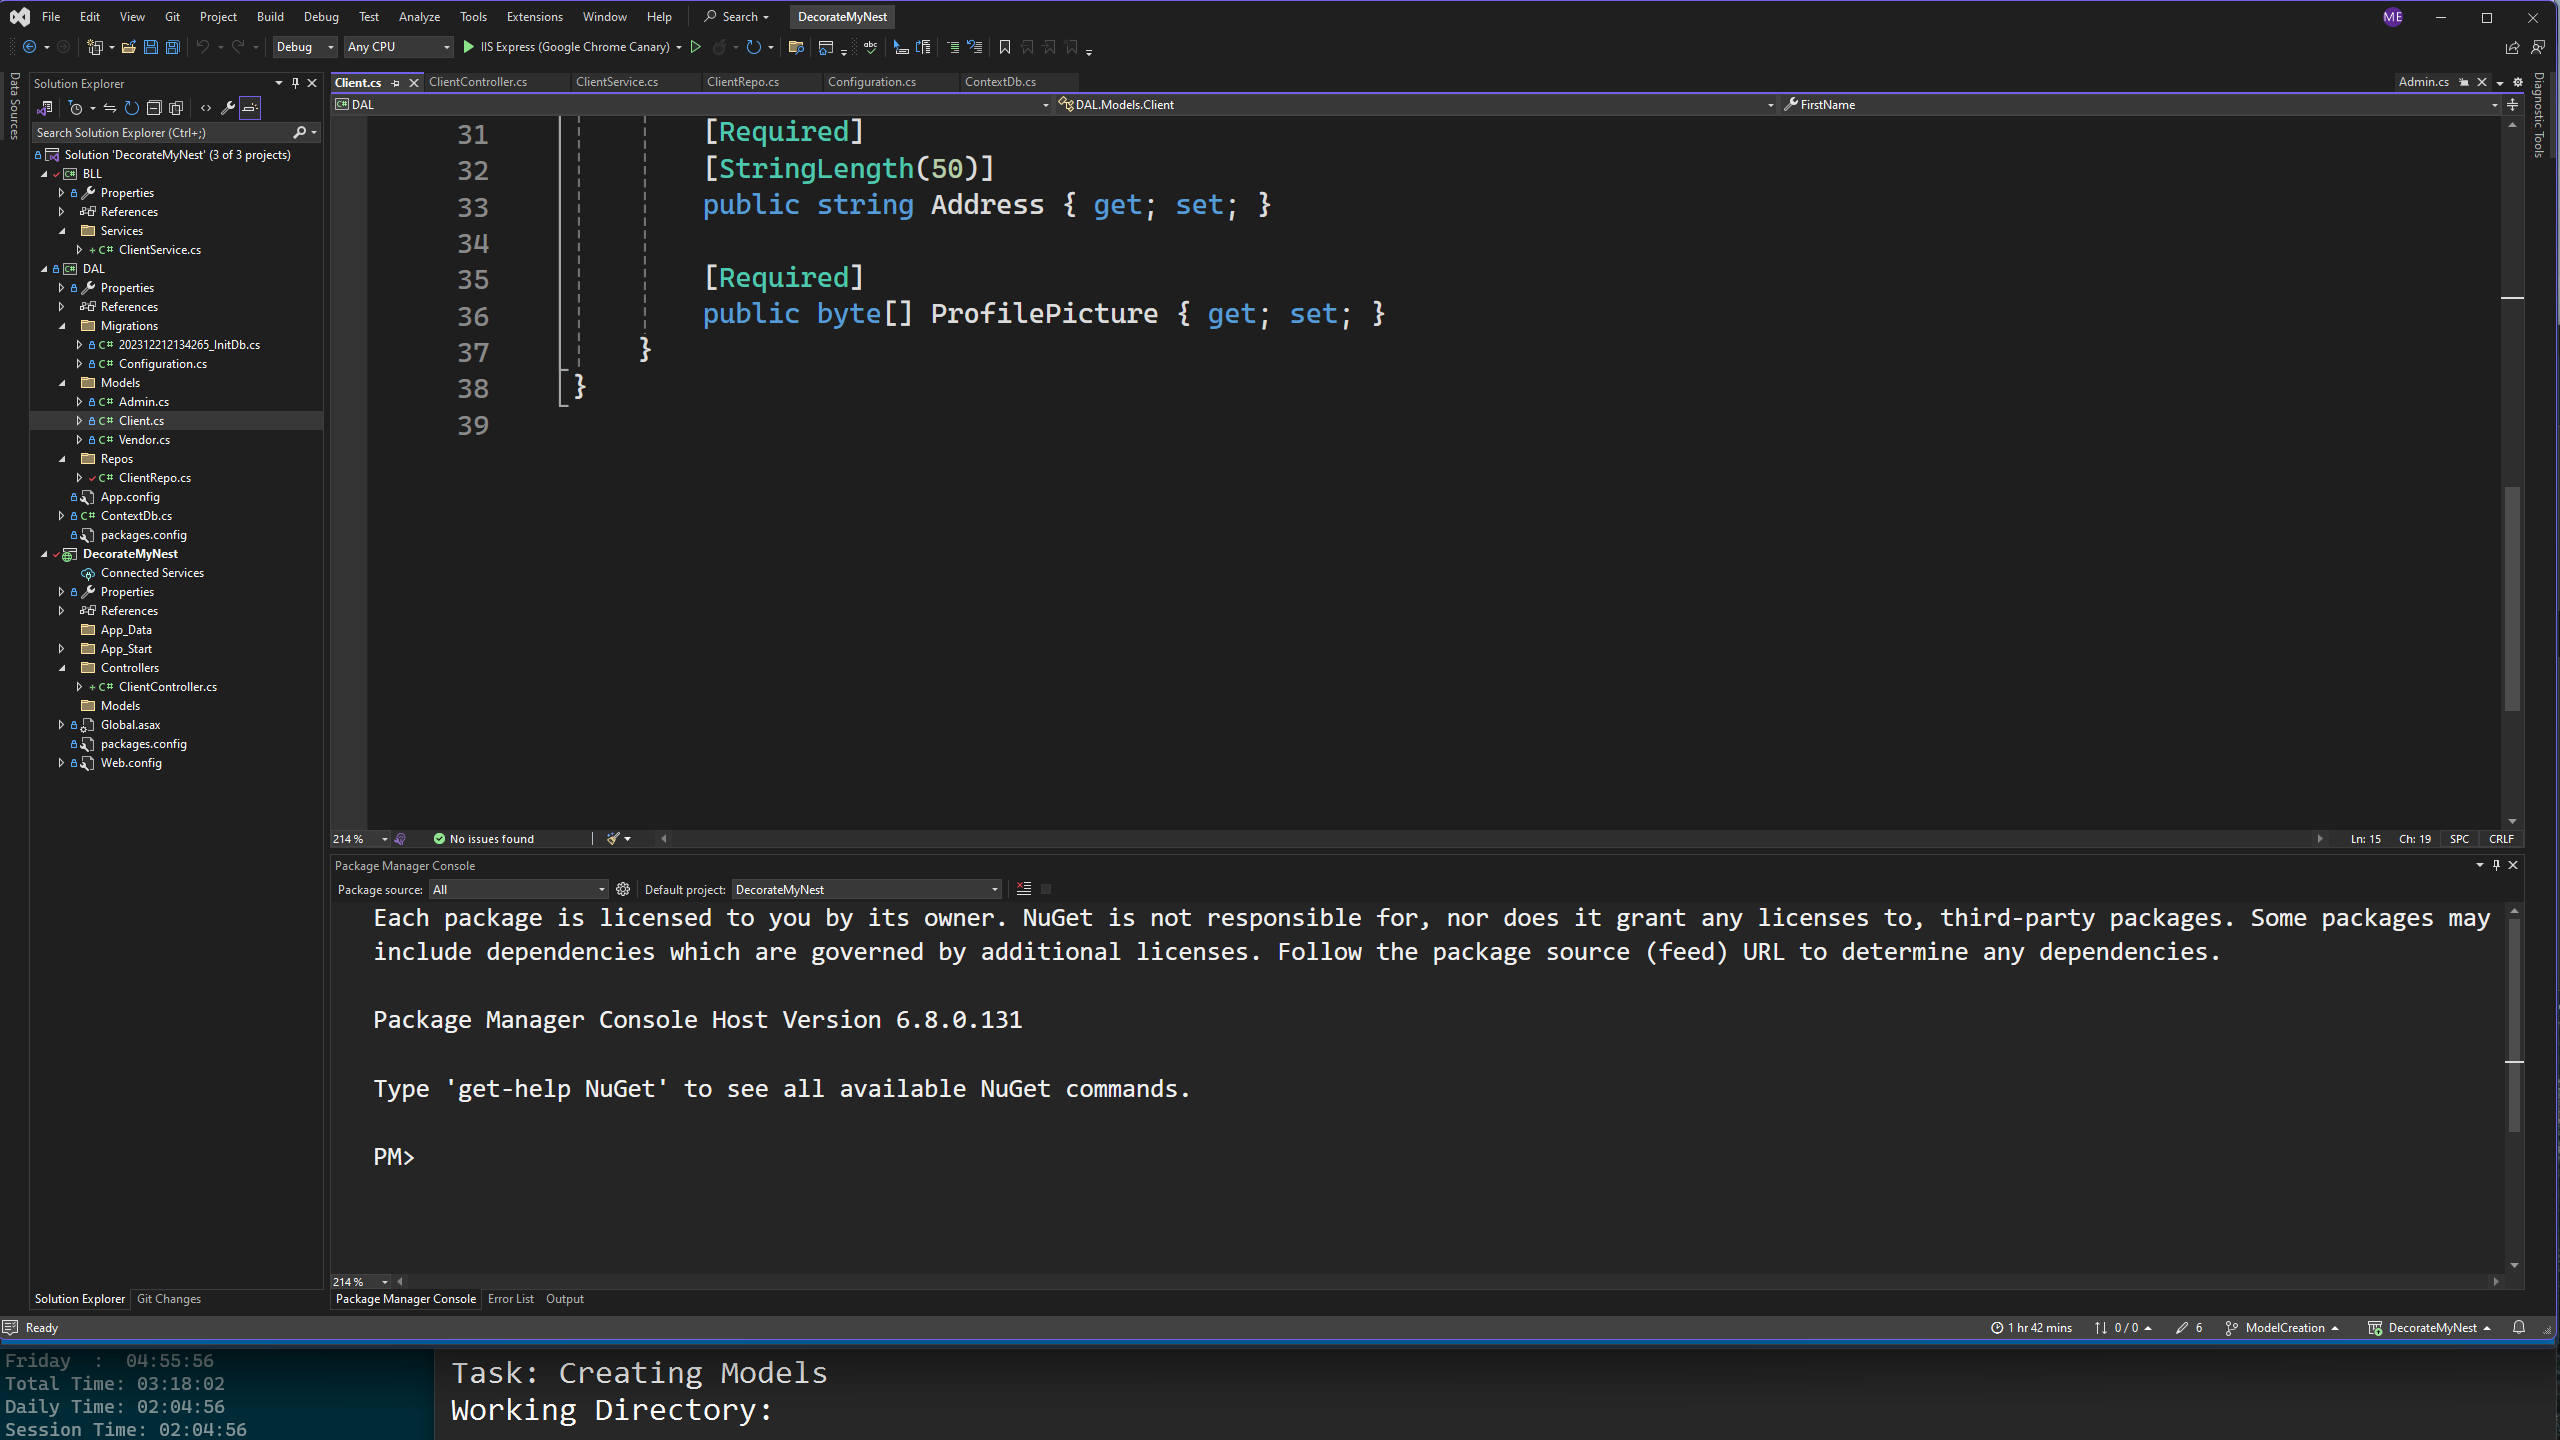 File Edit View Git Project Build Debug Test Analyze Tools Extensions Window Help Search DecorateMyNest ME
Debug Any CPU IIS Express (Google Chrome Canary)
Data Sources
Solution Explorer
Search Solution Explorer (Ctrl+;)
Solution 'DecorateMyNest' (3 of 3 projects)
BLL
Properties
References
Services
ClientService.cs
DAL
Properties
References
Migrations
202312212134265_InitDb.cs
Configuration.cs
Models
Admin.cs
Client.cs
Vendor.cs
Repos
ClientRepo.cs
App.config
ContextDb.cs
packages.config
DecorateMyNest
Connected Services
Properties
References
App_Data
App_Start
Controllers
ClientController.cs
Models
Global.asax
packages.config
Web.config
Solution Explorer Git Changes
Client.cs ClientController.cs ClientService.cs ClientRepo.cs Configuration.cs ContextDb.cs Admin.cs
DAL DAL.Models.Client FirstName
Diagnostic Tools
31 [Required]
32 [StringLength(50)]
33 public string Address { get; set; }
34
35 [Required]
36 public byte[] ProfilePicture { get; set; }
37 }
38 }
39
214 % No issues found Ln: 15 Ch: 19 SPC CRLF
Package Manager Console
Package source: All Default project: DecorateMyNest
Each package is licensed to you by its owner. NuGet is not responsible for, nor does it grant any licenses to, third-party packages. Some packages may
include dependencies which are governed by additional licenses. Follow the package source (feed) URL to determine any dependencies.
Package Manager Console Host Version 6.8.0.131
Type 'get-help NuGet' to see all available NuGet commands.
PM>
214 %
Package Manager Console Error List Output
Ready 1 hr 42 mins 0 / 0 6 ModelCreation DecorateMyNest
Friday : 04:55:56
Total Time: 03:18:02
Daily Time: 02:04:56
Session Time: 02:04:56
Task: Creating Models
Working Directory: